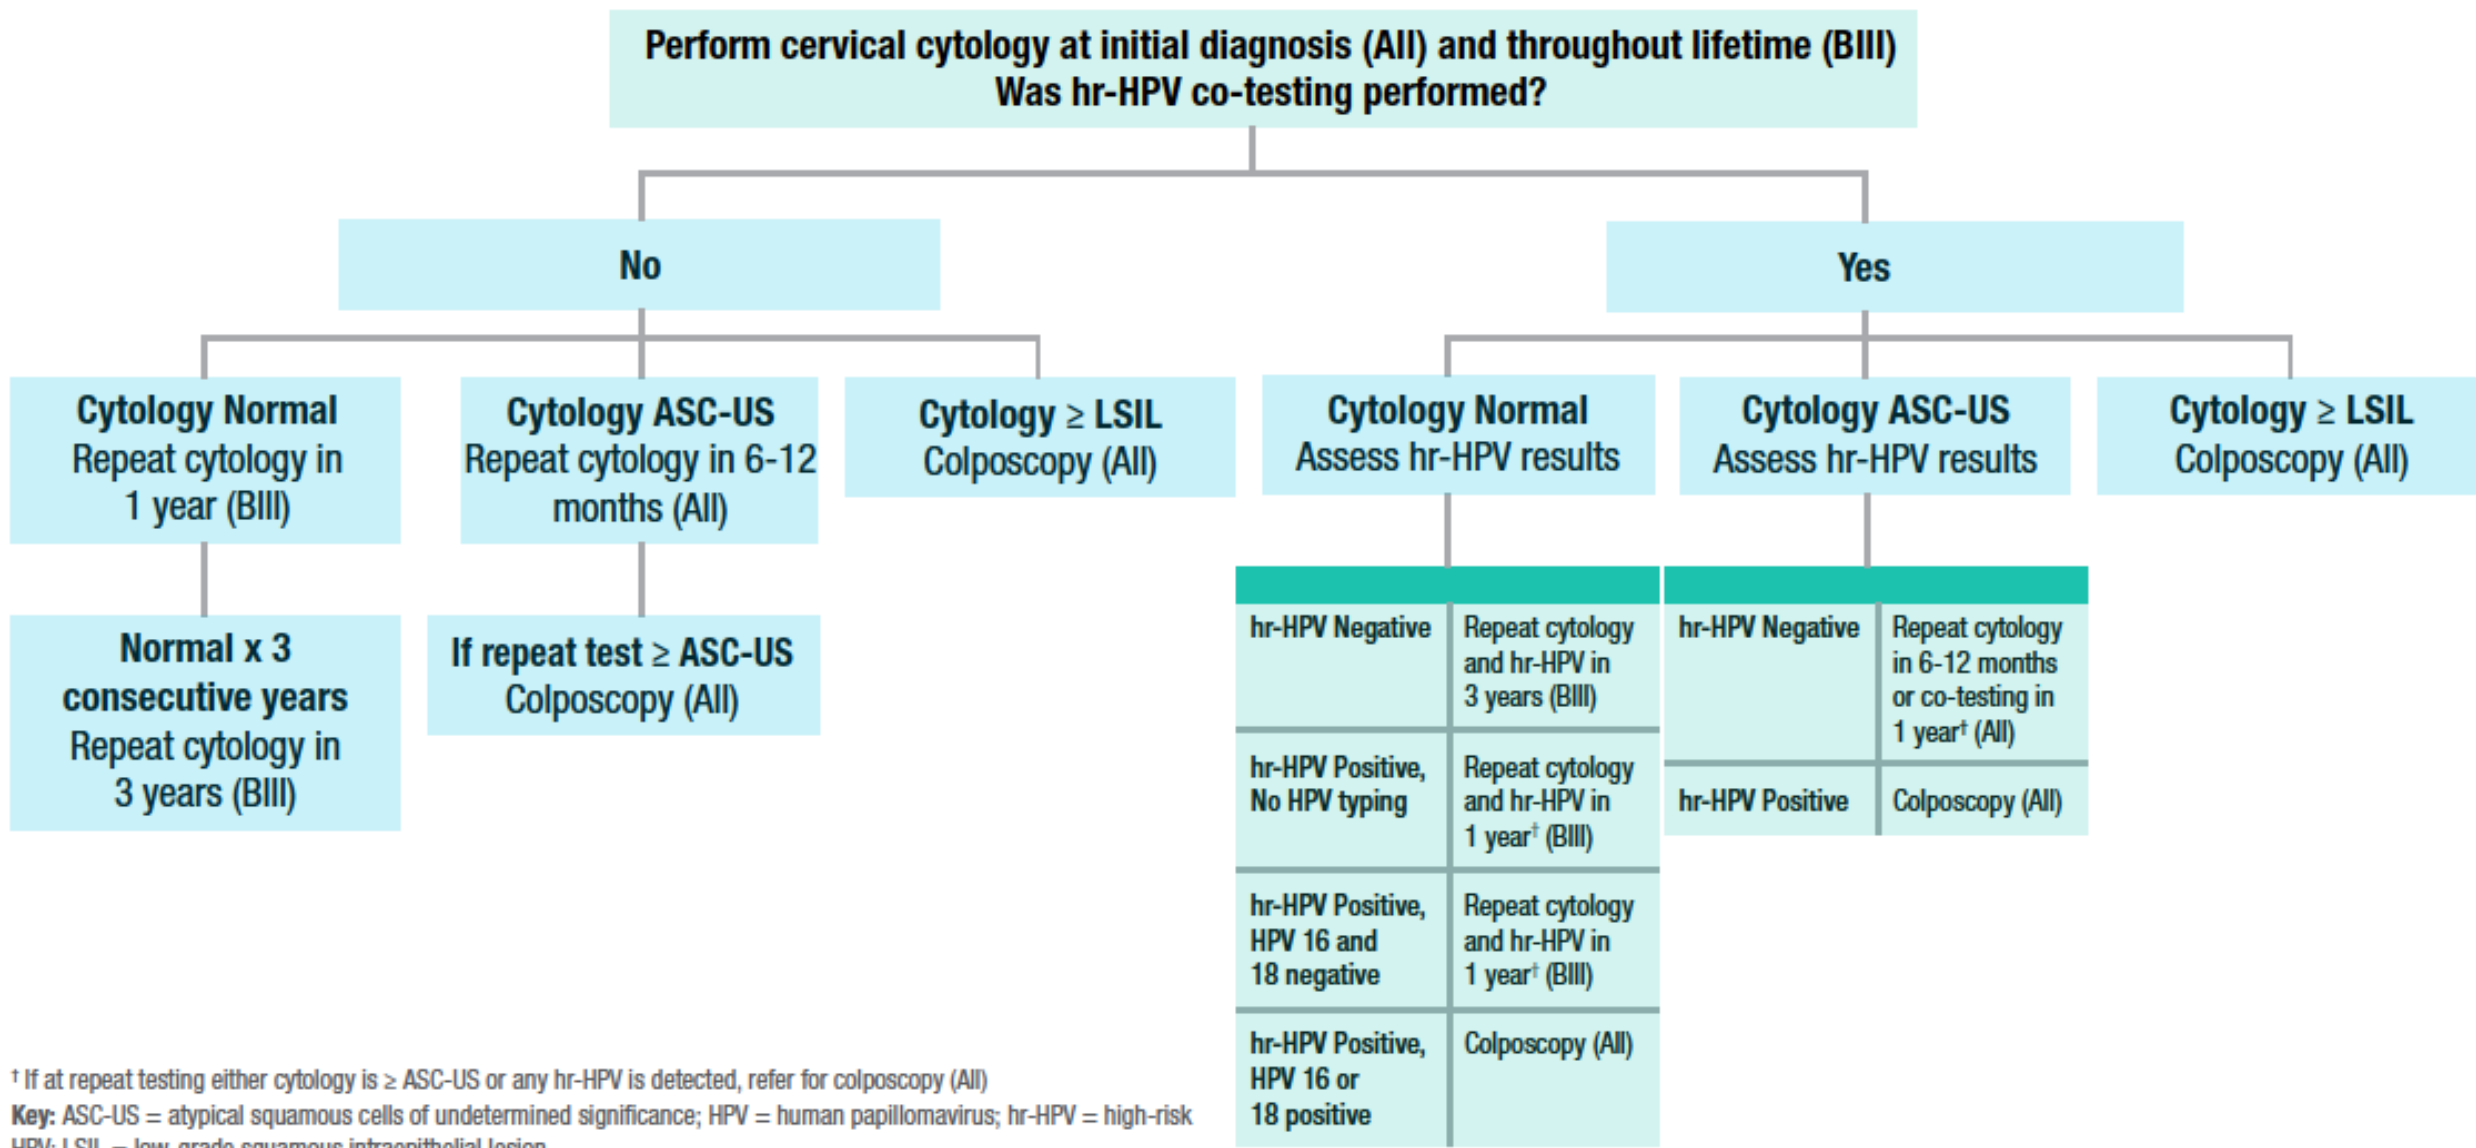 Perform cervical cytology at initial diagnosis (AII) and throughout lifetime (BIII)
Was hr-HPV co-testing performed?
No
Yes
Cytology Normal
Repeat cytology in
1 year (BIII)
Cytology ASC-US
Repeat cytology in 6-12
months (AII)
Cytology ≥ LSIL
Colposcopy (AII)
Cytology Normal
Assess hr-HPV results
Cytology ASC-US
Assess hr-HPV results
Cytology ≥ LSIL
Colposcopy (AII)
Normal x 3
consecutive years
Repeat cytology in
3 years (BIII)
If repeat test ≥ ASC-US
Colposcopy (AII)
hr-HPV Negative
Repeat cytology
and hr-HPV in
3 years (BIII)
hr-HPV Positive,
No HPV typing
Repeat cytology
and hr-HPV in
1 year† (BIII)
hr-HPV Positive,
HPV 16 and
18 negative
Repeat cytology
and hr-HPV in
1 year† (BIII)
hr-HPV Positive,
HPV 16 or
18 positive
Colposcopy (AII)
hr-HPV Negative
Repeat cytology
in 6-12 months
or co-testing in
1 year† (AII)
hr-HPV Positive
Colposcopy (AII)
† If at repeat testing either cytology is ≥ ASC-US or any hr-HPV is detected, refer for colposcopy (AII)
Key: ASC-US = atypical squamous cells of undetermined significance; HPV = human papillomavirus; hr-HPV = high-risk
HPV; LSIL = low-grade squamous intraepithelial lesion